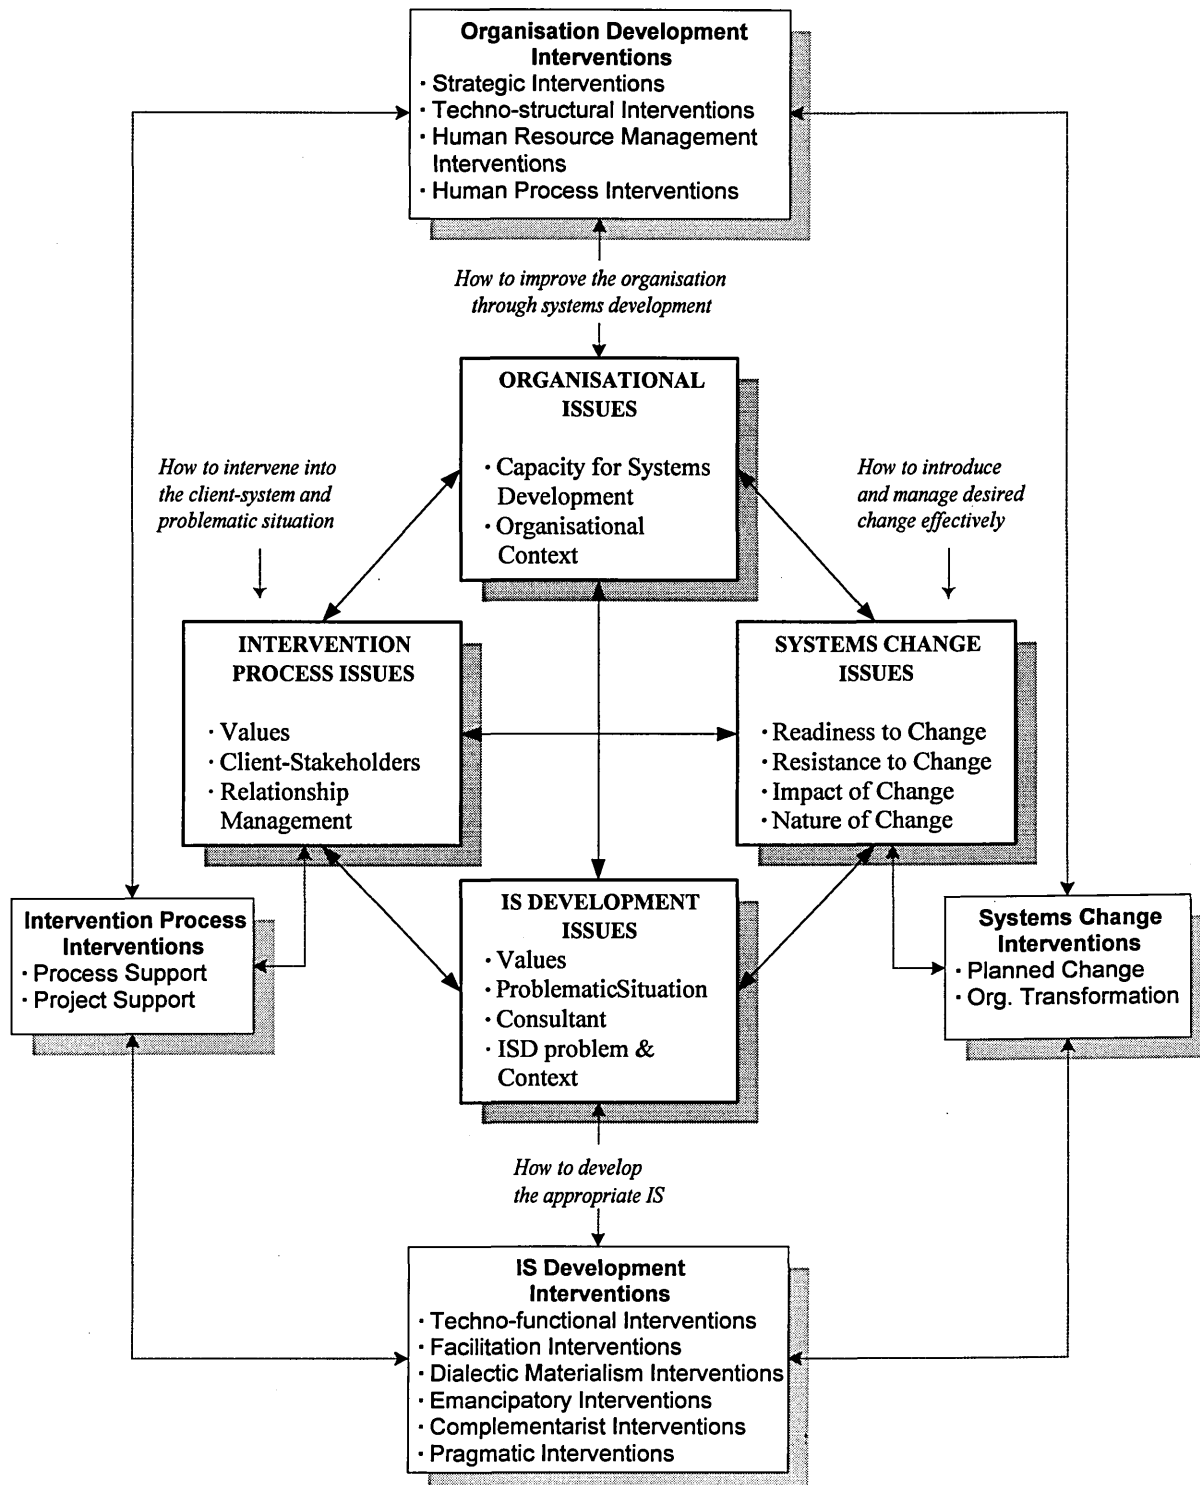 Organisation Development
Interventions
· Strategic Interventions
· Techno-structural Interventions
· Human Resource Management
Interventions
· Human Process Interventions
How to improve the organisation
through systems development
ORGANISATIONAL
ISSUES
· Capacity for Systems
Development
· Organisational
Context
How to intervene into
the client-system and
problematic situation
How to introduce
and manage desired
change effectively
INTERVENTION
PROCESS ISSUES
· Values
· Client-Stakeholders
· Relationship
Management
SYSTEMS CHANGE
ISSUES
· Readiness to Change
· Resistance to Change
· Impact of Change
· Nature of Change
Intervention Process
Interventions
· Process Support
· Project Support
IS DEVELOPMENT
ISSUES
· Values
· ProblematicSituation
· Consultant
· ISD problem &
Context
Systems Change
Interventions
· Planned Change
· Org. Transformation
How to develop
the appropriate IS
IS Development
Interventions
· Techno-functional Interventions
· Facilitation Interventions
· Dialectic Materialism Interventions
· Emancipatory Interventions
· Complementarist Interventions
· Pragmatic Interventions